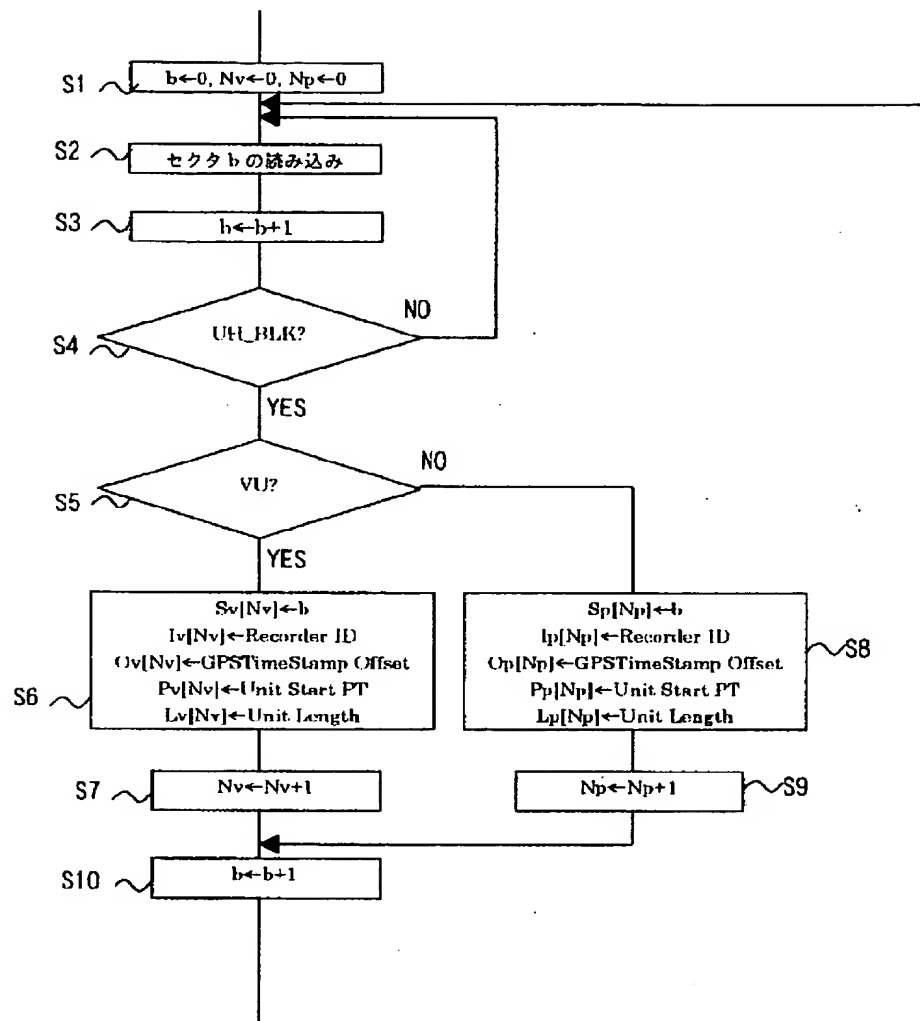 S1
b←0, Nv←0, Np←0
S2
セクタ b の読み込み
S3
b←b+1
S4
UH_BLK?
NO
YES
S5
VU?
NO
YES
S6
Sv[Nv]←b
Iv[Nv]←Recorder ID
Ov[Nv]←GPSTimeStamp Offset
Pv[Nv]←Unit Start PT
Lv[Nv]←Unit Length
Sp[Np]←b
Ip[Np]←Recorder ID
Op[Np]←GPSTimeStamp Offset
Pp[Np]←Unit Start PT
Lp[Np]←Unit Length
S8
S7
Nv←Nv+1
Np←Np+1
S9
S10
b←b+1